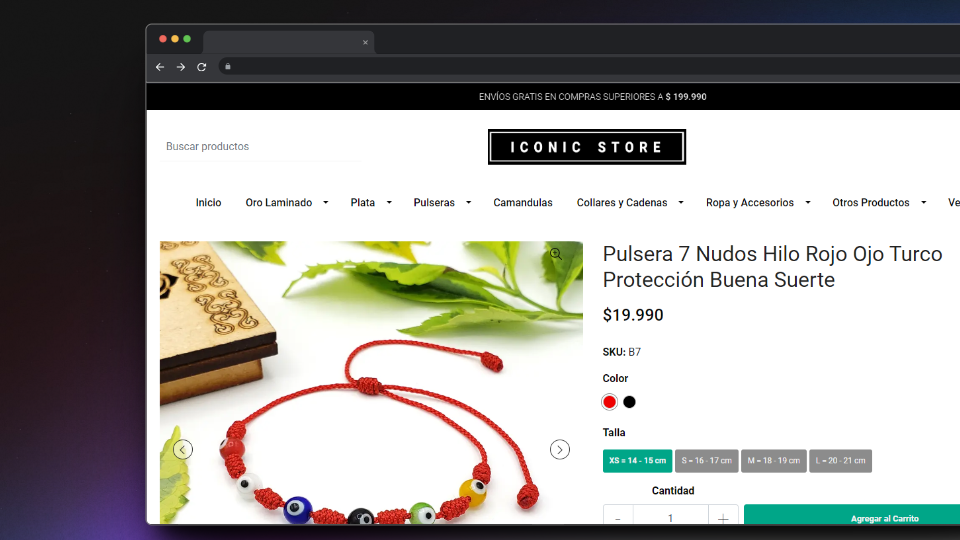 ENVÍOS GRATIS EN COMPRAS SUPERIORES A $ 199.990
Buscar productos
ICONIC STORE
Inicio Oro Laminado Plata Pulseras Camandulas Collares y Cadenas Ropa y Accesorios Otros Productos Ve
Pulsera 7 Nudos Hilo Rojo Ojo Turco
Protección Buena Suerte
$19.990
SKU: B7
Color
Talla
XS = 14 - 15 cm S = 16 - 17 cm M = 18 - 19 cm L = 20 - 21 cm
Cantidad
- 1 +
Agregar al Carrito